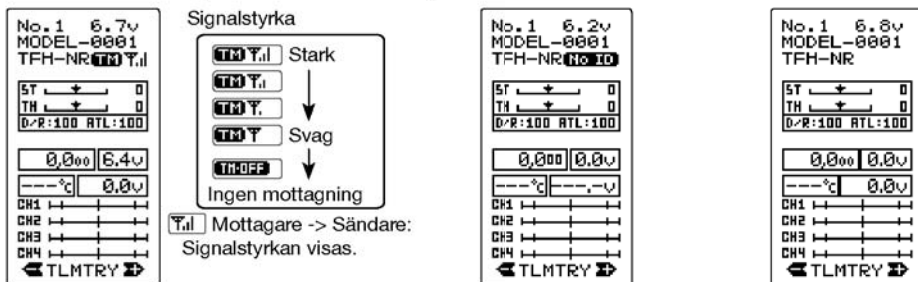 No.1 6.7v
MODEL-0001
TFH-NR TM
ST 0
TH 0
D/R:100 ATL:100
0,000 6.4v
---°C 0.0v
CH1
CH2
CH3
CH4
TLMTRY
Signalstyrka
TM Stark
TM
TM
TM Svag
TM-OFF
Ingen mottagning
Mottagare -> Sändare:
Signalstyrkan visas.
No.1 6.2v
MODEL-0001
TFH-NR No ID
ST 0
TH 0
D/R:100 ATL:100
0,000 0.0v
---°C ---.-v
CH1
CH2
CH3
CH4
TLMTRY
No.1 6.8v
MODEL-0001
TFH-NR
ST 0
TH 0
D/R:100 ATL:100
0,000 0.0v
---°C 0.0v
CH1
CH2
CH3
CH4
TLMTRY